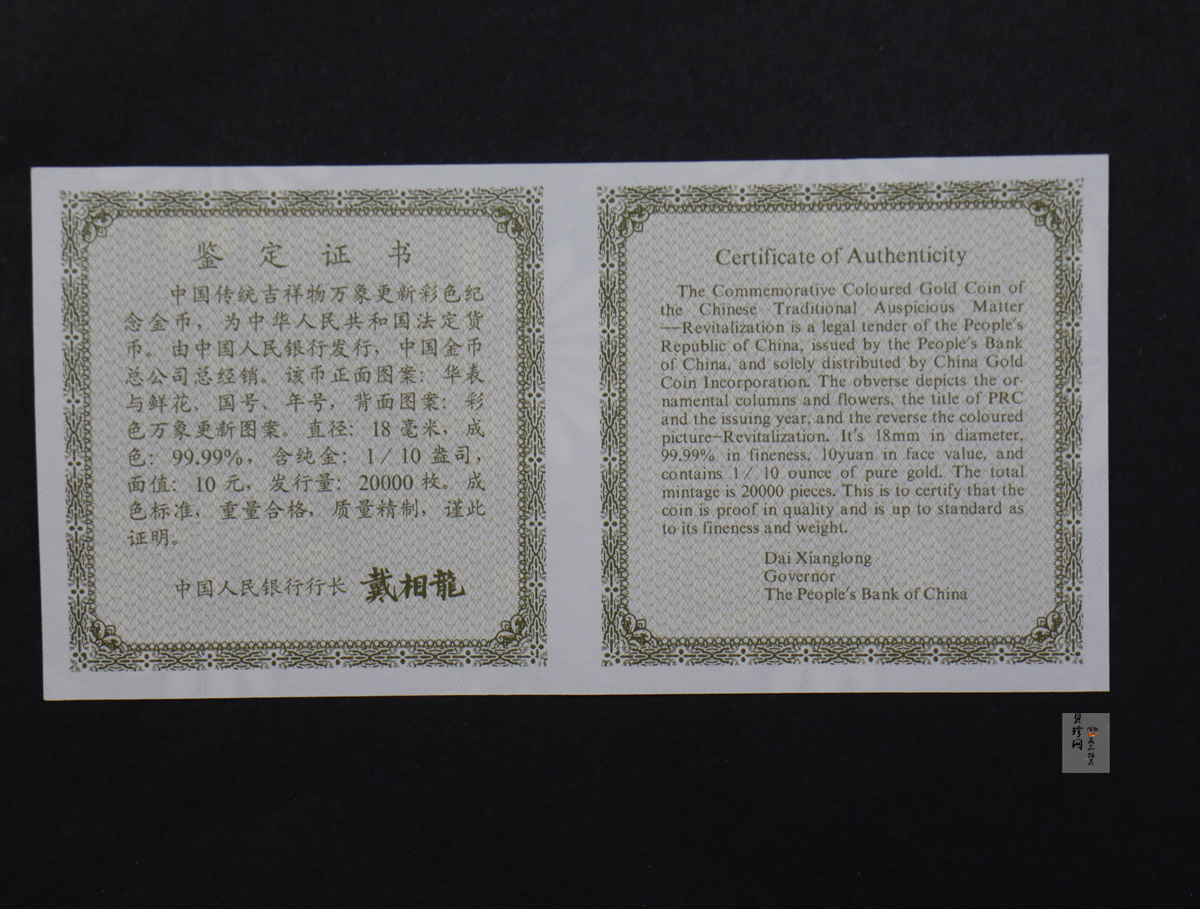 鉴定证书
中国传统吉祥物万象更新彩色纪
念金币，为中华人民共和国法定货
币。由中国人民银行发行，中国金币
总公司总经销。该币正面图案：华表
与鲜花、国号、年号，背面图案：彩
色万象更新图案。直径：18毫米，成
色：99.99%，含纯金：1/10盎司，
面值：10元，发行量：20000枚。成
色标准，重量合格，质量精制，谨此
证明。
中国人民银行行长 戴相龍
Certificate of Authenticity
The Commemorative Coloured Gold Coin of
the Chinese Traditional Auspicious Matter
—Revitalization is a legal tender of the People's
Republic of China, issued by the People's Bank
of China, and solely distributed by China Gold
Coin Incorporation. The obverse depicts the or-
namental columns and flowers, the title of PRC
and the issuing year, and the reverse the coloured
picture-Revitalization. It's 18mm in diameter,
99.99% in fineness, 10yuan in face value, and
contains 1/10 ounce of pure gold. The total
mintage is 20000 pieces. This is to certify that the
coin is proof in quality and is up to standard as
to its fineness and weight.
Dai Xianglong
Governor
The People's Bank of China